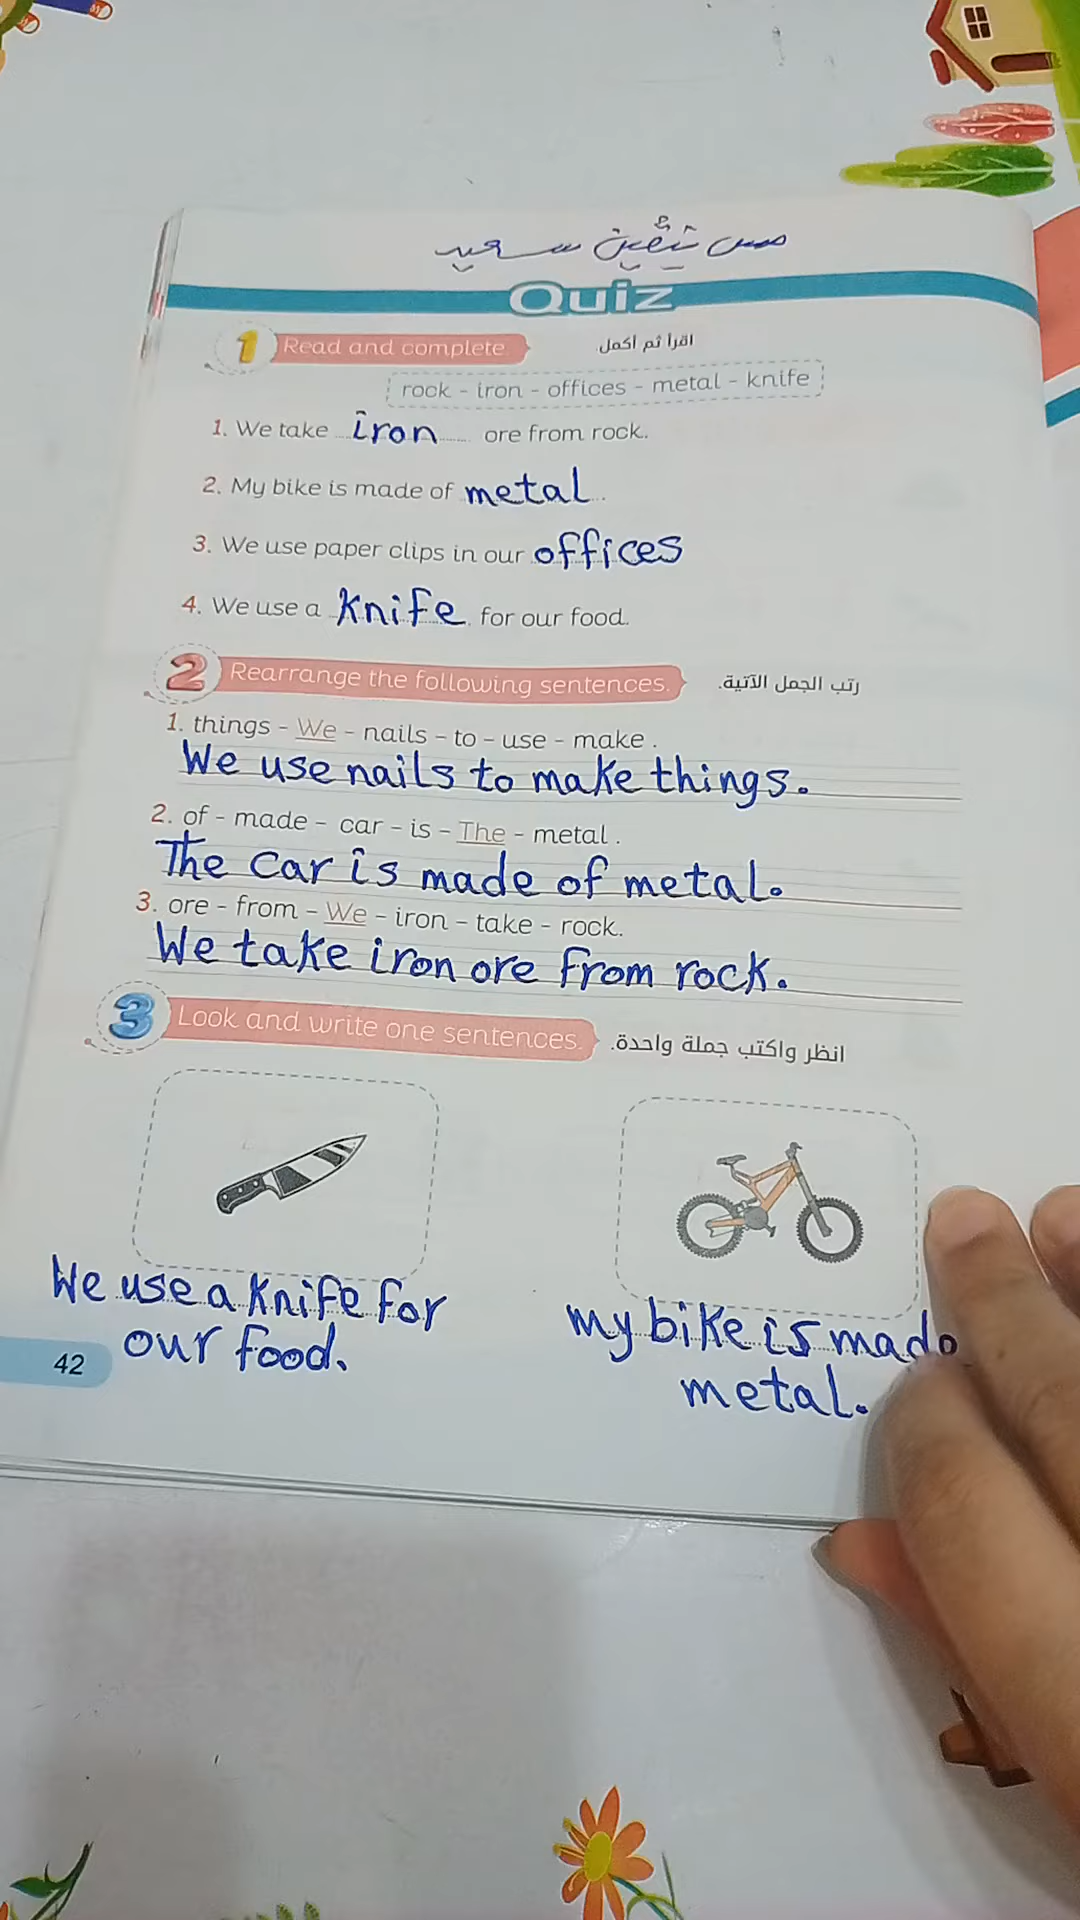 مس نيڤين سعيد
Quiz
1 Read and complete اقرأ ثم أكمل.
rock - iron - offices - metal - knife
1. We take iron ore from rock.
2. My bike is made of metal
3. We use paper clips in our offices
4. We use a knife for our food.
2 Rearrange the following sentences. رتب الجمل الآتية.
1. things - We - nails - to - use - make .
We use nails to make things.
2. of - made - car - is - The - metal .
The car is made of metal.
3. ore - from - We - iron - take - rock.
We take iron ore from rock.
3 Look and write one sentences. انظر واكتب جملة واحدة.
We use a knife for
our food.
my bike is made
metal.
42